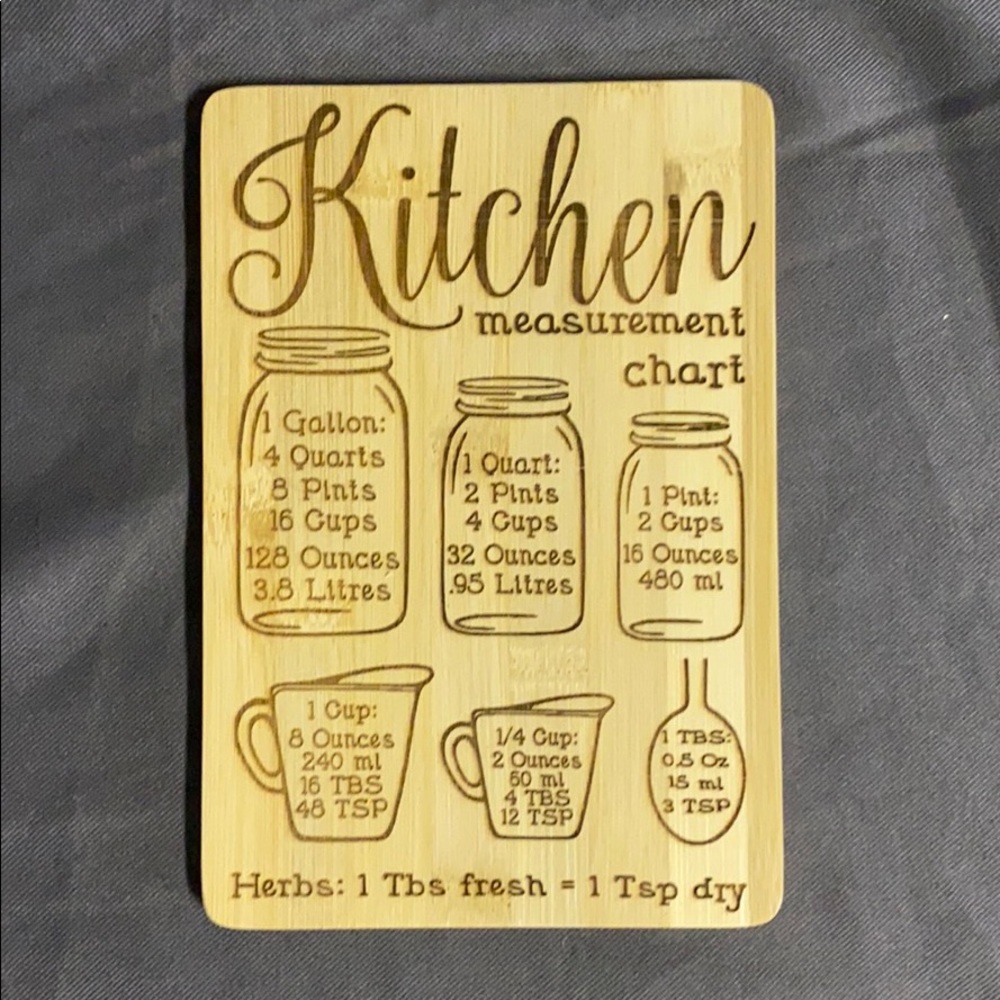 Kitchen
measurement
chart
1 Gallon:
4 Quarts
8 Pints
16 Cups
128 Ounces
3.8 Litres
1 Quart:
2 Pints
4 Cups
32 Ounces
.95 Litres
1 Pint:
2 Cups
16 Ounces
480 ml
1 Cup:
8 Ounces
240 ml
16 TBS
48 TSP
1/4 Cup:
2 Ounces
60 ml
4 TBS
12 TSP
1 TBS:
0.5 Oz
15 ml
3 TSP
Herbs: 1 Tbs fresh = 1 Tsp dry